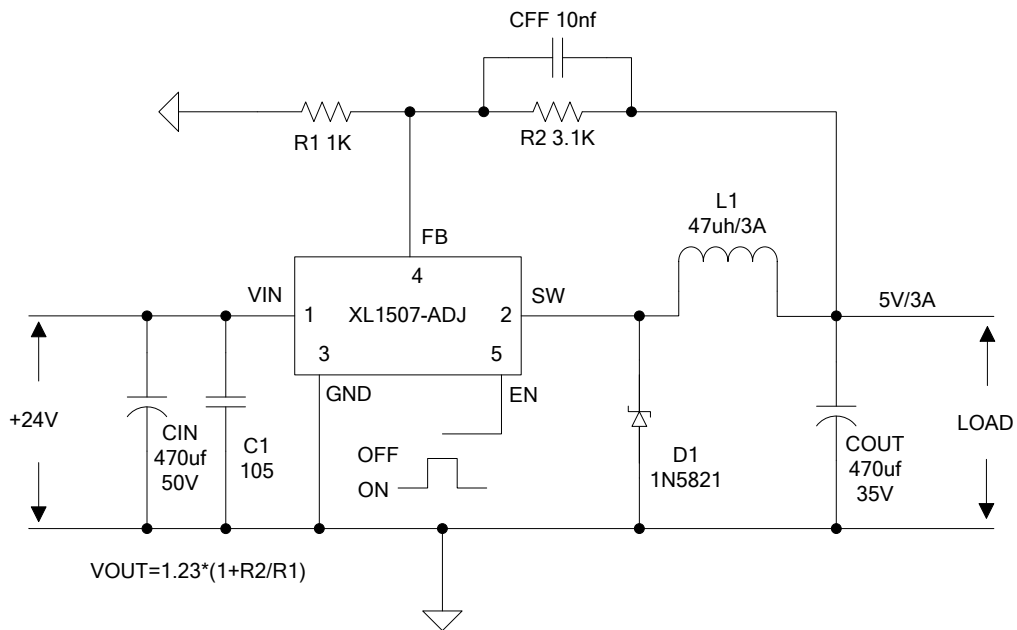 CFF 10nf
R1 1K
R2 3.1K
L1
47uh/3A
FB
4
VIN
SW
5V/3A
1
XL1507-ADJ
2
3
5
GND
EN
+24V
CIN
470uf
50V
C1
105
OFF
ON
D1
1N5821
COUT
470uf
35V
LOAD
VOUT=1.23*(1+R2/R1)